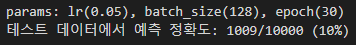 params: lr(0.05), batch_size(128), epoch(30)
테스트 데이터에서 예측 정확도: 1009/10000 (10%)